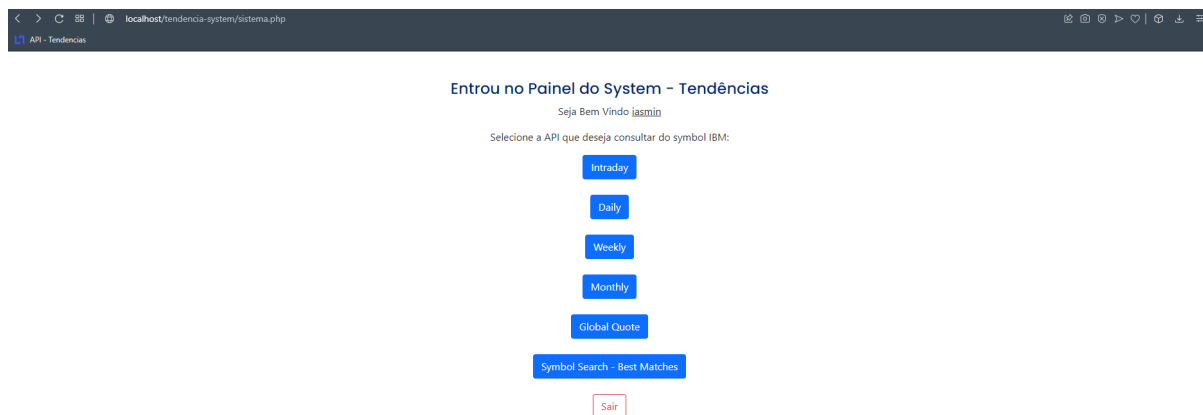 localhost/tendencia-system/sistema.php
API - Tendencias
Entrou no Painel do System - Tendências
Seja Bem Vindo iasmin
Selecione a API que deseja consultar do symbol IBM:
Intraday
Daily
Weekly
Monthly
Global Quote
Symbol Search - Best Matches
Sair